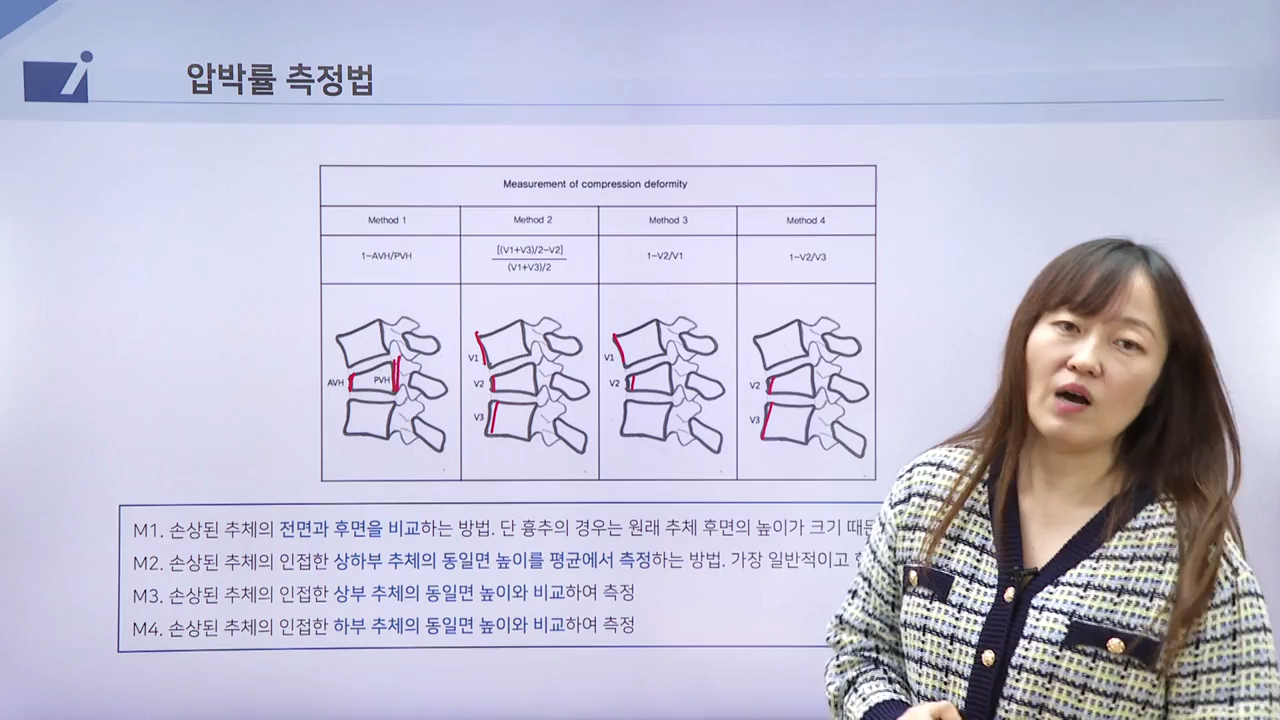 압박률 측정법
Measurement of compression deformity
Method 1 Method 2 Method 3 Method 4
1-AVH/PVH
[(V1+V3)/2-V2]
(V1+V3)/2
1-V2/V1
1-V2/V3
AVH PVH
V1
V2
V3
V1
V2
V2
V3
M1. 손상된 추체의 전면과 후면을 비교하는 방법. 단 흉추의 경우는 원래 추체 후면의 높이가 크기
M2. 손상된 추체의 인접한 상하부 추체의 동일면 높이를 평균에서 측정하는 방법. 가장 일반적이고
M3. 손상된 추체의 인접한 상부 추체의 동일면 높이와 비교하여 측정
M4. 손상된 추체의 인접한 하부 추체의 동일면 높이와 비교하여 측정